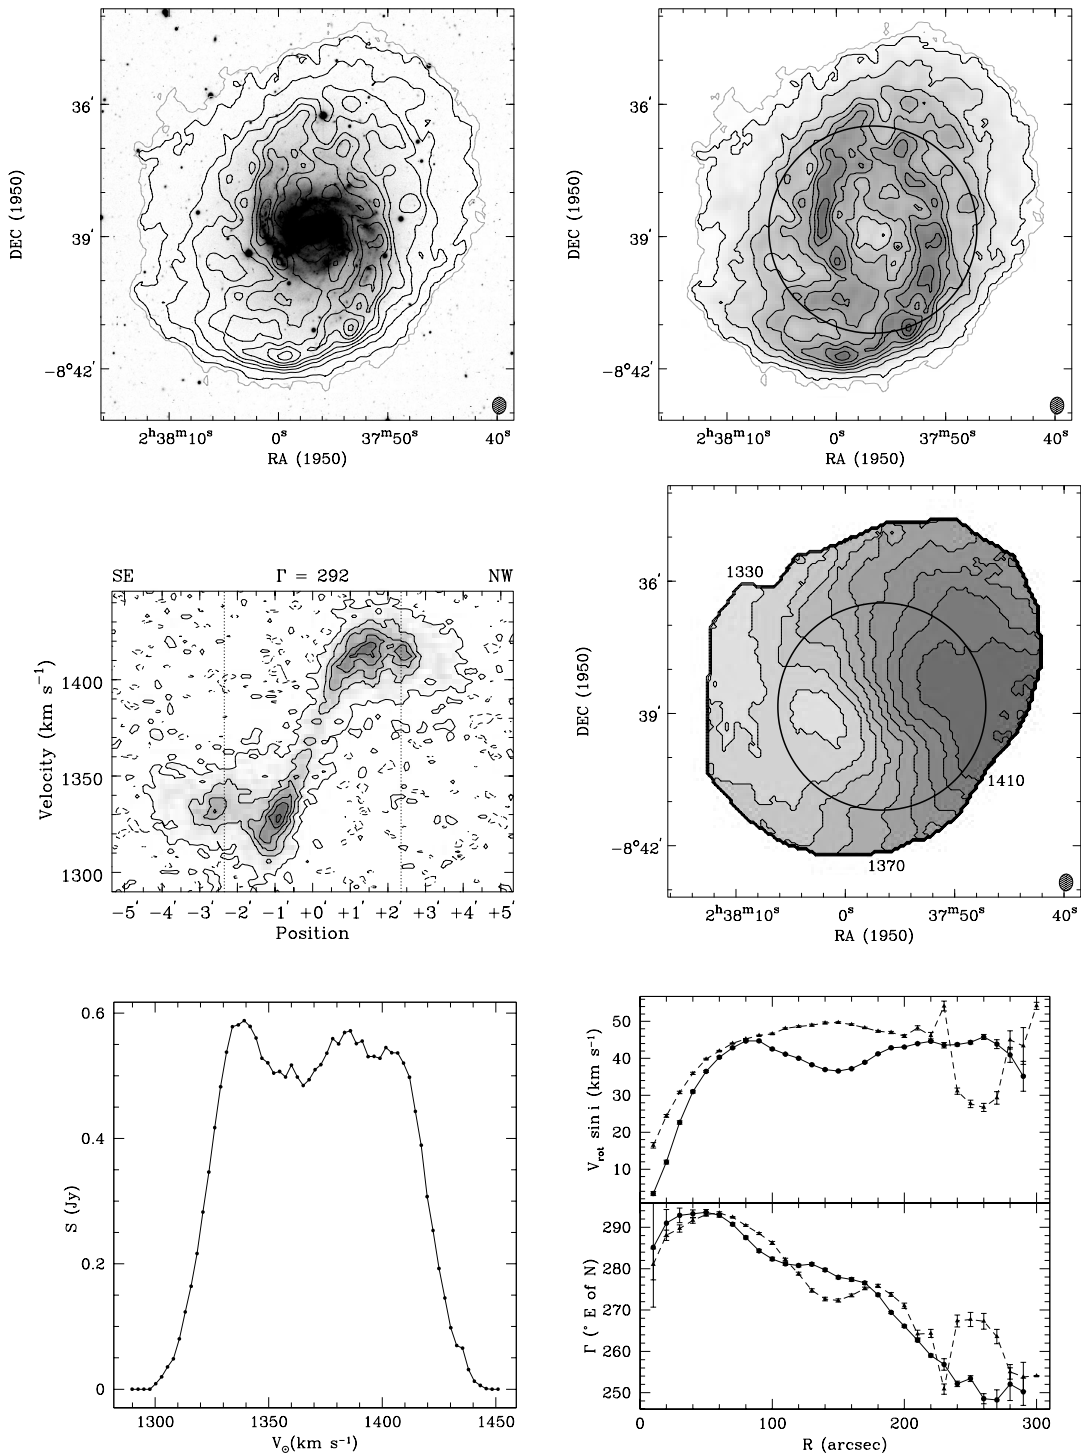 36′
39′
−8°42′
DEC (1950)
2ʰ38ᵐ10ˢ 0ˢ 37ᵐ50ˢ 40ˢ
RA (1950)
36′
39′
−8°42′
DEC (1950)
2ʰ38ᵐ10ˢ 0ˢ 37ᵐ50ˢ 40ˢ
RA (1950)
SE Γ = 292 NW
1400
1350
1300
Velocity (km s⁻¹)
−5′ −4′ −3′ −2′ −1′ +0′ +1′ +2′ +3′ +4′ +5′
Position
1330
1410
1370
36′
39′
−8°42′
DEC (1950)
2ʰ38ᵐ10ˢ 0ˢ 37ᵐ50ˢ 40ˢ
RA (1950)
0.6
0.4
0.2
0
S (Jy)
1300 1350 1400 1450
V☉(km s⁻¹)
50
40
30
20
10
Vrot sin i (km s⁻¹)
290
280
270
260
250
Γ (° E of N)
0 100 200 300
R (arcsec)